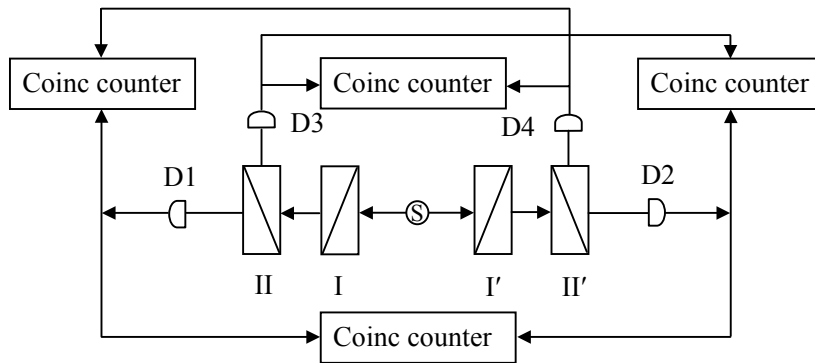 Coinc counter
Coinc counter
Coinc counter
D3
D4
D1
D2
S
II
I
I′
II′
Coinc counter